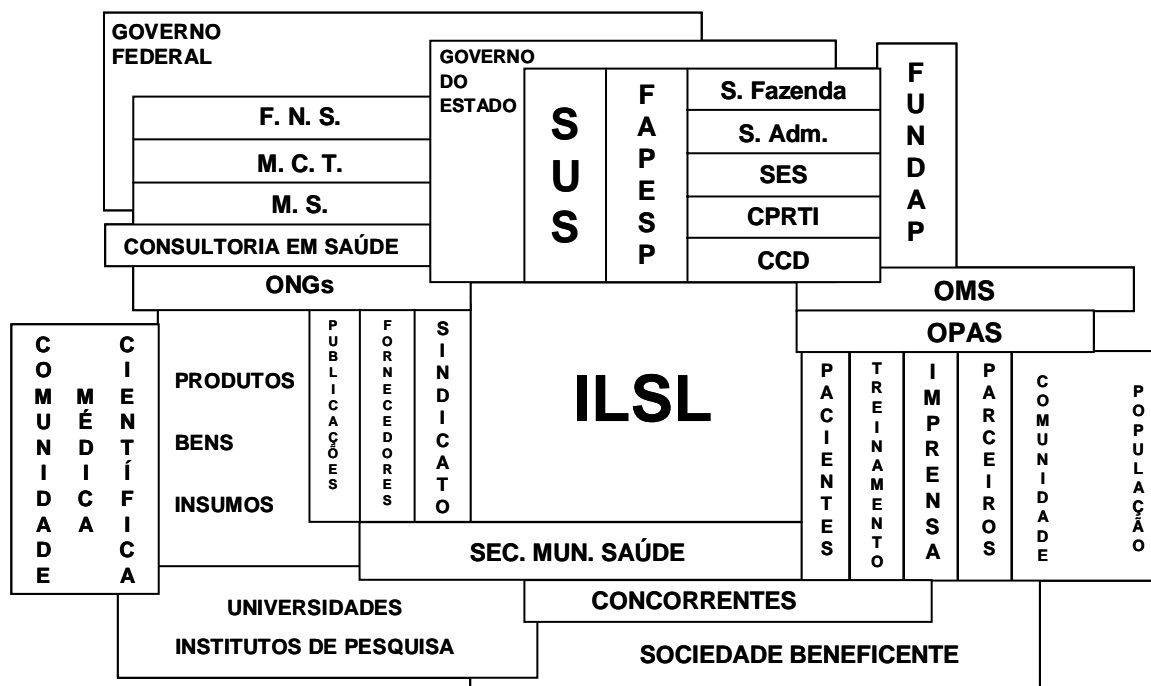 GOVERNO
FEDERAL
F. N. S.
M. C. T.
M. S.
CONSULTORIA EM SAÚDE
ONGs
GOVERNO
DO
ESTADO
SUS
FAPESP
S. Fazenda
S. Adm.
SES
CPRTI
CCD
FUNDAP
OMS
OPAS
COMUNIDADE
MÉDICA
CIENTÍFICA
PRODUTOS
BENS
INSUMOS
PUBLICAÇÕES
FORNECEDORES
SINDICATO
ILSL
PACIENTES
TREINAMENTO
IMPRENSA
PARCEIROS
COMUNIDADE
POPULAÇÃO
SEC. MUN. SAÚDE
CONCORRENTES
UNIVERSIDADES
INSTITUTOS DE PESQUISA
SOCIEDADE BENEFICENTE